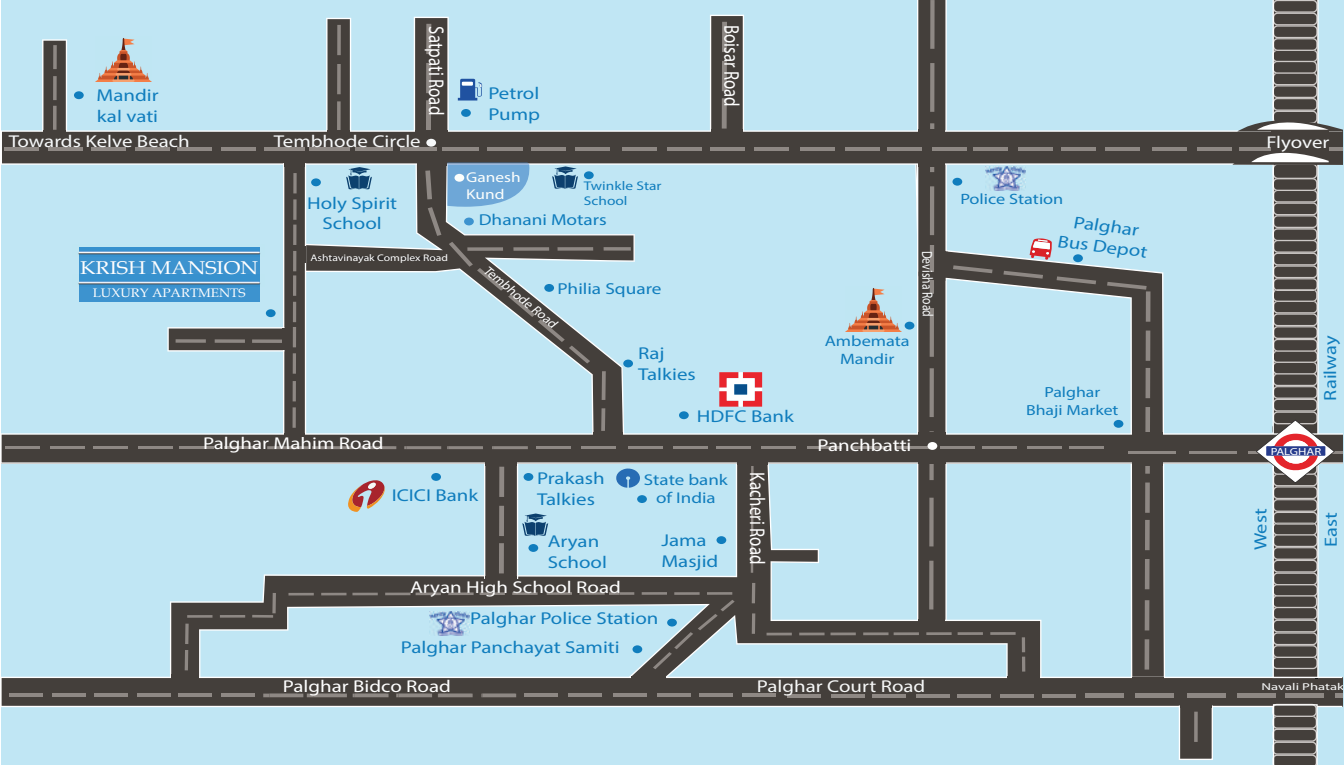 Satpati Road
Boisar Road
Mandir
kal vati
Petrol
Pump
Towards Kelve Beach
Tembhode Circle
Flyover
Holy Spirit
School
Ganesh
Kund
Twinkle Star
School
Dhanani Motars
Police Station
Palghar
Bus Depot
KRISH MANSION
LUXURY APARTMENTS
Ashtavinayak Complex Road
Tembhode Road
Philia Square
Devisha Road
Ambemata
Mandir
Raj
Talkies
HDFC Bank
Palghar
Bhaji Market
Railway
Palghar Mahim Road
Panchbatti
PALGHAR
ICICI Bank
Prakash
Talkies
State bank
of India
Kacheri Road
West
East
Aryan
School
Jama
Masjid
Aryan High School Road
Palghar Police Station
Palghar Panchayat Samiti
Palghar Bidco Road
Palghar Court Road
Navali Phatak